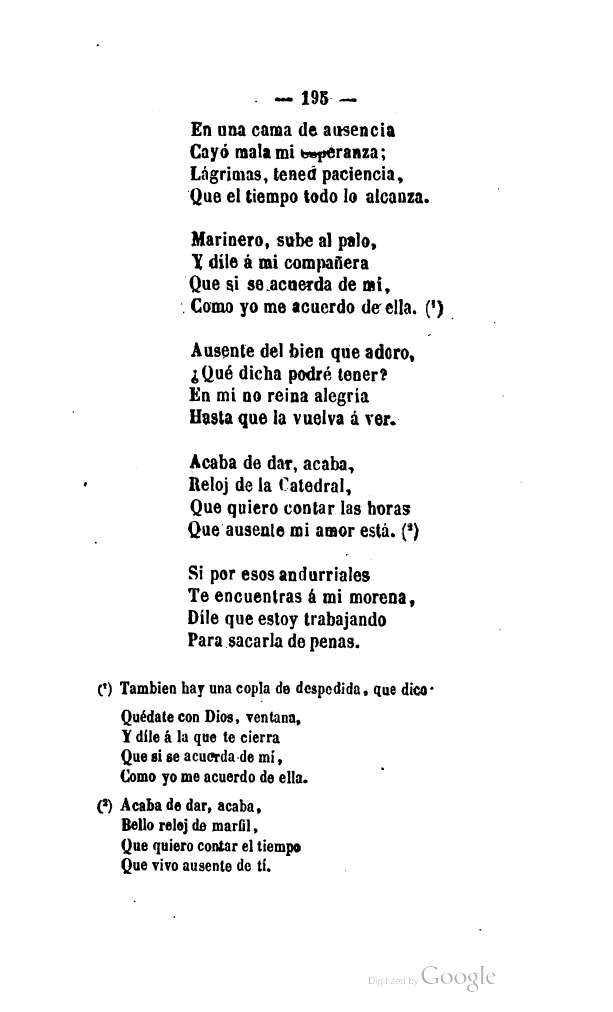 — 195 —
En una cama de ausencia
Cayó mala mi esperanza;
Lágrimas, tened paciencia,
Que el tiempo todo lo alcanza.
Marinero, sube al palo,
Y díle á mi compañera
Que si se acuerda de mi,
Como yo me acuerdo de ella. (¹)
Ausente del bien que adoro,
¿Qué dicha podré tener?
En mi no reina alegría
Hasta que la vuelva á ver.
Acaba de dar, acaba,
Reloj de la Catedral,
Que quiero contar las horas
Que ausente mi amor está. (²)
Si por esos andurriales
Te encuentras á mi morena,
Díle que estoy trabajando
Para sacarla de penas.
(¹) Tambien hay una copla de despedida, que dice·
Quédate con Dios, ventana,
Y díle á la que te cierra
Que si se acuerda de mí,
Como yo me acuerdo de ella.
(²) Acaba de dar, acaba,
Bello reloj de marfil,
Que quiero contar el tiempo
Que vivo ausente de tí.
Digitized by Google